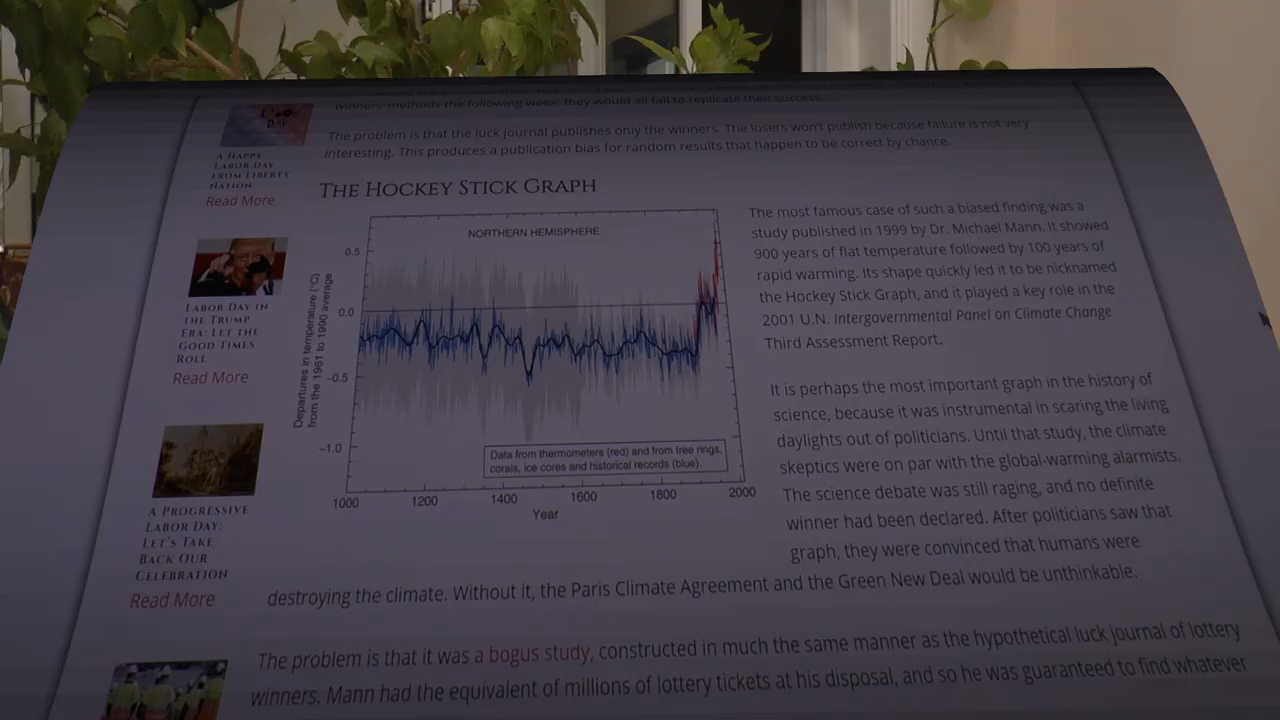 winners' methods the following week, they would all fail to replicate their success.
The problem is that the luck journal publishes only the winners. The losers won't publish because failure is not very
interesting. This produces a publication bias for random results that happen to be correct by chance.
A HAPPY
LABOR DAY
FROM LIBERTY
NATION
Read More
LABOR DAY IN
THE TRUMP
ERA: LET THE
GOOD TIMES
ROLL
Read More
A PROGRESSIVE
LABOR DAY:
LET'S TAKE
BACK OUR
CELEBRATION
Read More
THE HOCKEY STICK GRAPH
NORTHERN HEMISPHERE
Departures in temperature (°C)
from the 1961 to 1990 average
0.5
0.0
−0.5
−1.0
Data from thermometers (red) and from tree rings,
corals, ice cores and historical records (blue).
1000 1200 1400 1600 1800 2000
Year
The most famous case of such a biased finding was a
study published in 1999 by Dr. Michael Mann. It showed
900 years of flat temperature followed by 100 years of
rapid warming. Its shape quickly led it to be nicknamed
the Hockey Stick Graph, and it played a key role in the
2001 U.N. Intergovernmental Panel on Climate Change
Third Assessment Report.
It is perhaps the most important graph in the history of
science, because it was instrumental in scaring the living
daylights out of politicians. Until that study, the climate
skeptics were on par with the global-warming alarmists.
The science debate was still raging, and no definite
winner had been declared. After politicians saw that
graph, they were convinced that humans were
destroying the climate. Without it, the Paris Climate Agreement and the Green New Deal would be unthinkable.
The problem is that it was a bogus study, constructed in much the same manner as the hypothetical luck journal of lottery
winners. Mann had the equivalent of millions of lottery tickets at his disposal, and so he was guaranteed to find whatever